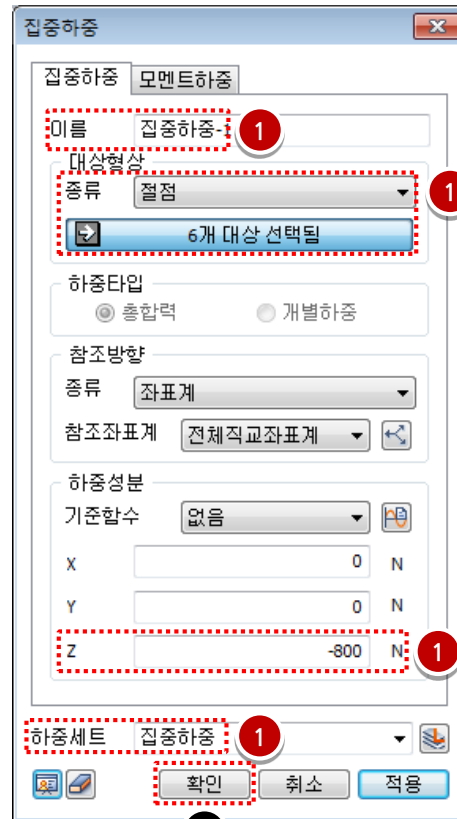 집중하중
집중하중 모멘트하중
이름 집중하중-1 1
대상형상
종류 절점 1
6개 대상 선택됨
하중타입
총합력 개별하중
참조방향
종류 좌표계
참조좌표계 전체직교좌표계
하중성분
기준함수 없음
X 0 N
Y 0 N
Z -800 N 1
하중세트 집중하중 1
확인 취소 적용